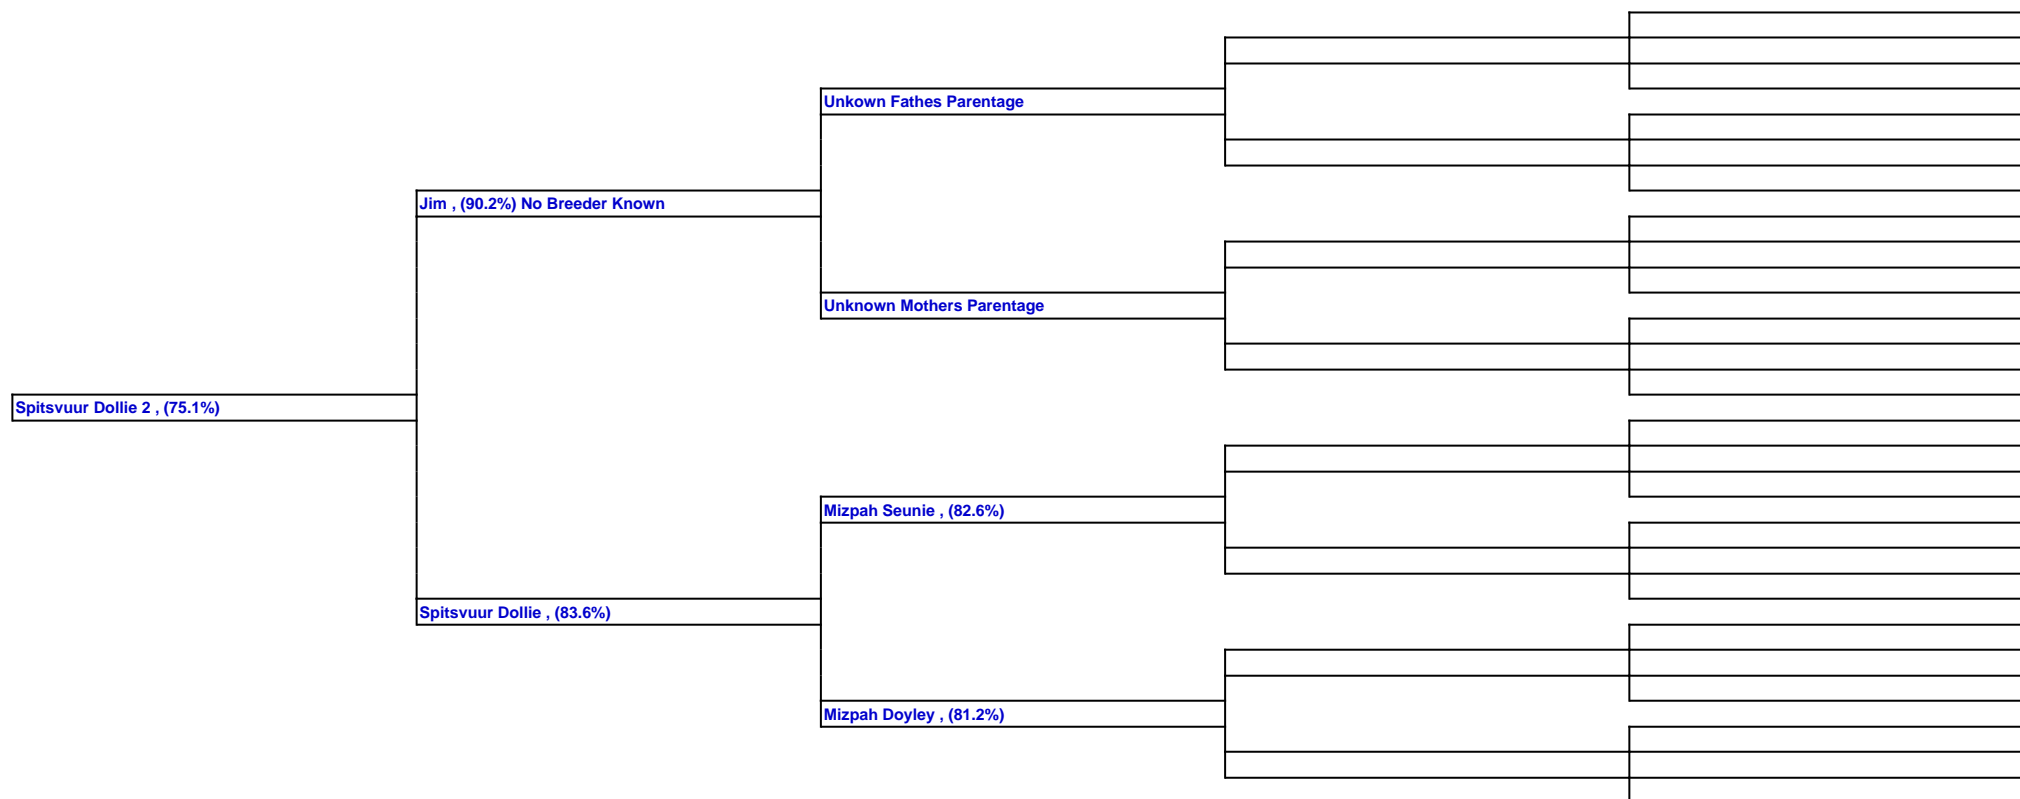 Unkown Fathes Parentage
Jim , (90.2%) No Breeder Known
Unknown Mothers Parentage
Spitsvuur Dollie 2 , (75.1%)
Mizpah Seunie , (82.6%)
Spitsvuur Dollie , (83.6%)
Mizpah Doyley , (81.2%)